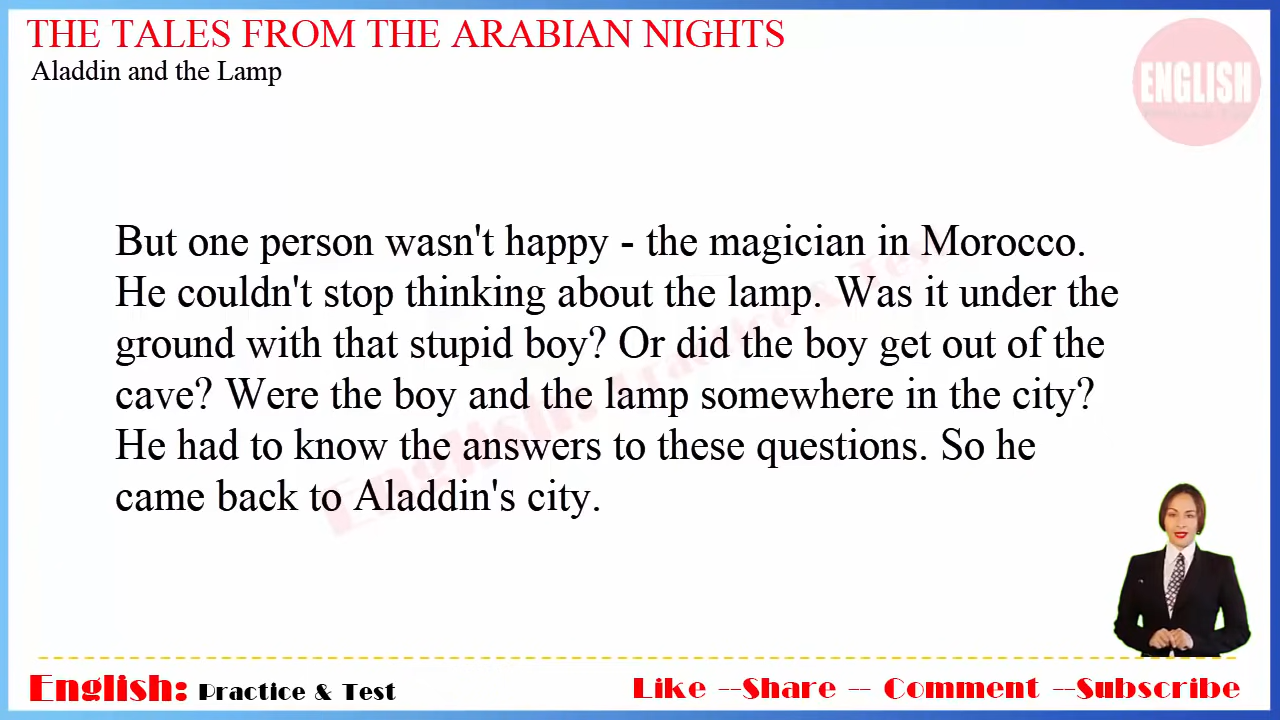 THE TALES FROM THE ARABIAN NIGHTS
Aladdin and the Lamp
ENGLISH
But one person wasn't happy - the magician in Morocco.
He couldn't stop thinking about the lamp. Was it under the
ground with that stupid boy? Or did the boy get out of the
cave? Were the boy and the lamp somewhere in the city?
He had to know the answers to these questions. So he
came back to Aladdin's city.
English: Practice & Test
English: Practice & Test
Like --Share -- Comment --Subscribe